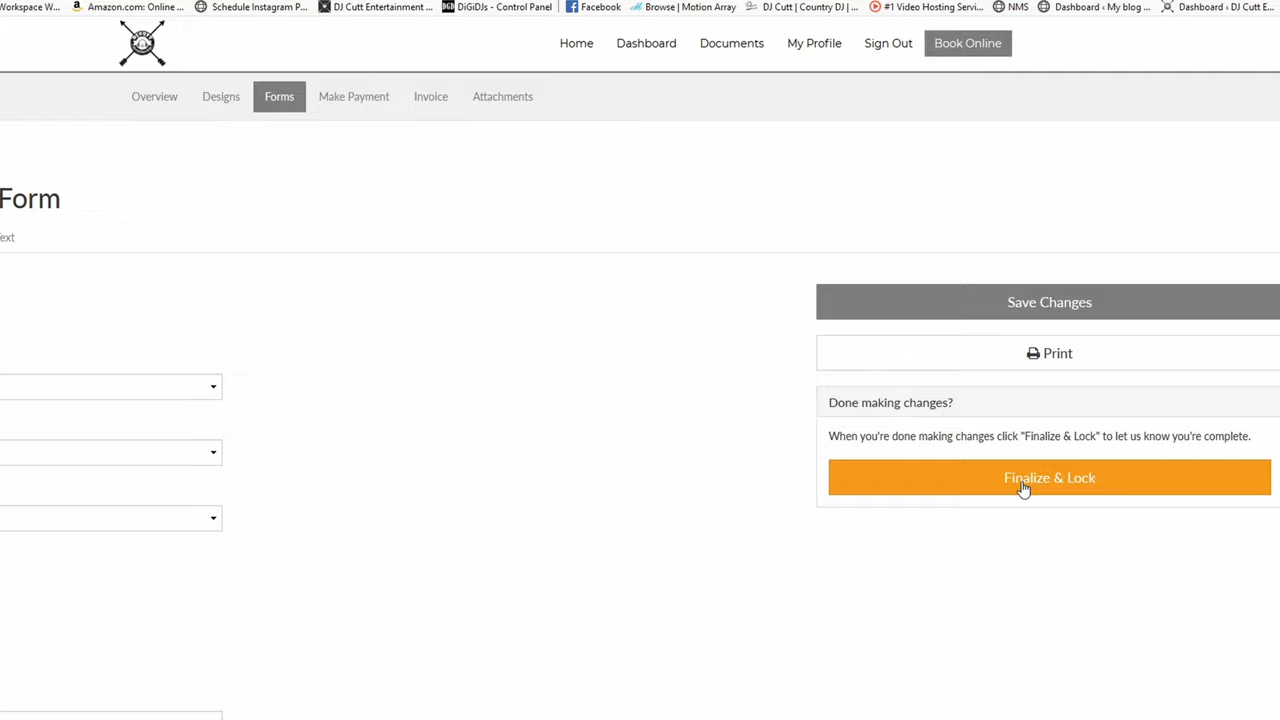 Workspace W... Amazon.com: Online ... Schedule Instagram P... DJ Cutt Entertainment ... DGD DiGiDJs - Control Panel Facebook Browse | Motion Array DJ Cutt | Country DJ | ... #1 Video Hosting Servi... NMS Dashboard ‹ My blog ... Dashboard ‹ DJ Cutt E...
Home Dashboard Documents My Profile Sign Out Book Online
Overview Designs Forms Make Payment Invoice Attachments
Form
Text
Save Changes
Print
Done making changes?
When you're done making changes click "Finalize & Lock" to let us know you're complete.
Finalize & Lock